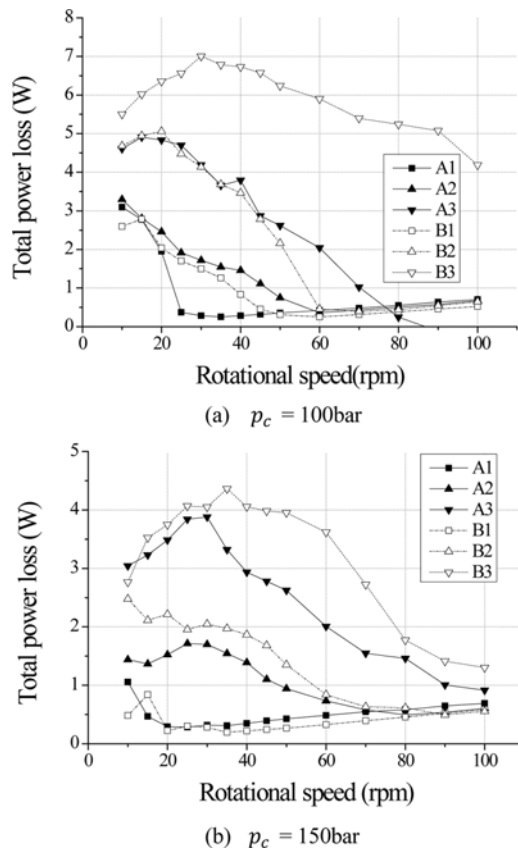 7
6
5
4
3
2
1
0
Total power loss (W)
A1
A2
A3
B1
B2
B3
0 20 40 60 80 100
Rotational speed(rpm)
(a) p_c = 100bar
5
4
3
2
1
0
Total power loss (W)
A1
A2
A3
B1
B2
B3
0 20 40 60 80 100
Rotational speed (rpm)
(b) p_c = 150bar